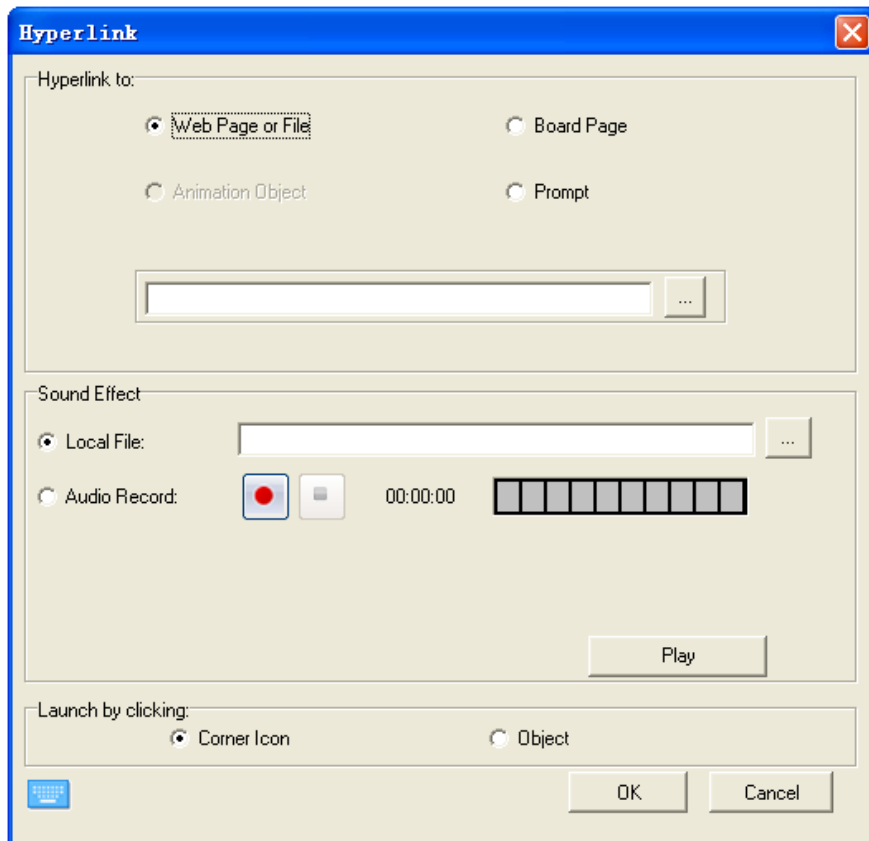 Hyperlink
Hyperlink to:
Web Page or File Board Page
Animation Object Prompt
...
Sound Effect
Local File: ...
Audio Record: 00:00:00
Play
Launch by clicking:
Corner Icon Object
OK Cancel